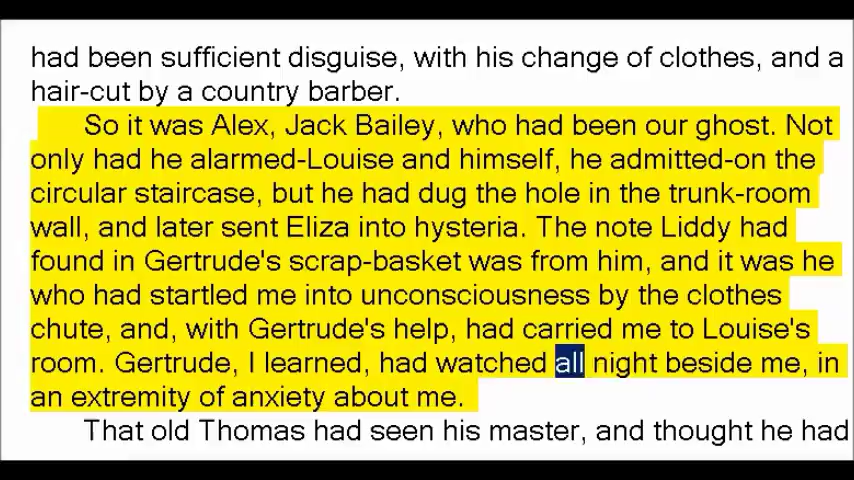 had been sufficient disguise, with his change of clothes, and a
hair-cut by a country barber.
So it was Alex, Jack Bailey, who had been our ghost. Not
only had he alarmed-Louise and himself, he admitted-on the
circular staircase, but he had dug the hole in the trunk-room
wall, and later sent Eliza into hysteria. The note Liddy had
found in Gertrude's scrap-basket was from him, and it was he
who had startled me into unconsciousness by the clothes
chute, and, with Gertrude's help, had carried me to Louise's
room. Gertrude, I learned, had watched all night beside me, in
an extremity of anxiety about me.
That old Thomas had seen his master, and thought he had